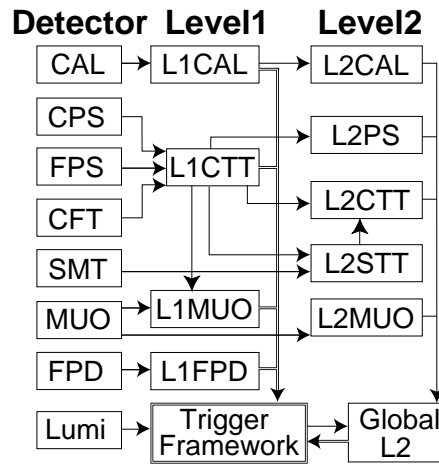 Detector Level1 Level2
CAL L1CAL L2CAL
CPS L2PS
FPS L1CTT
CFT L2CTT
SMT L2STT
MUO L1MUO L2MUO
FPD L1FPD
Lumi Trigger Global
Framework L2